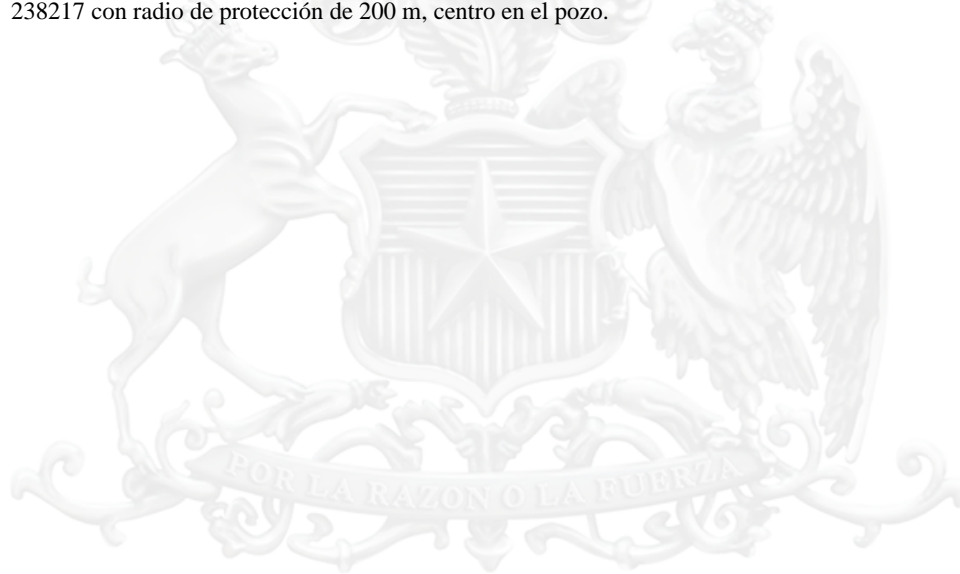 238217 con radio de protección de 200 m, centro en el pozo.
POR LA RAZON O LA FUERZA